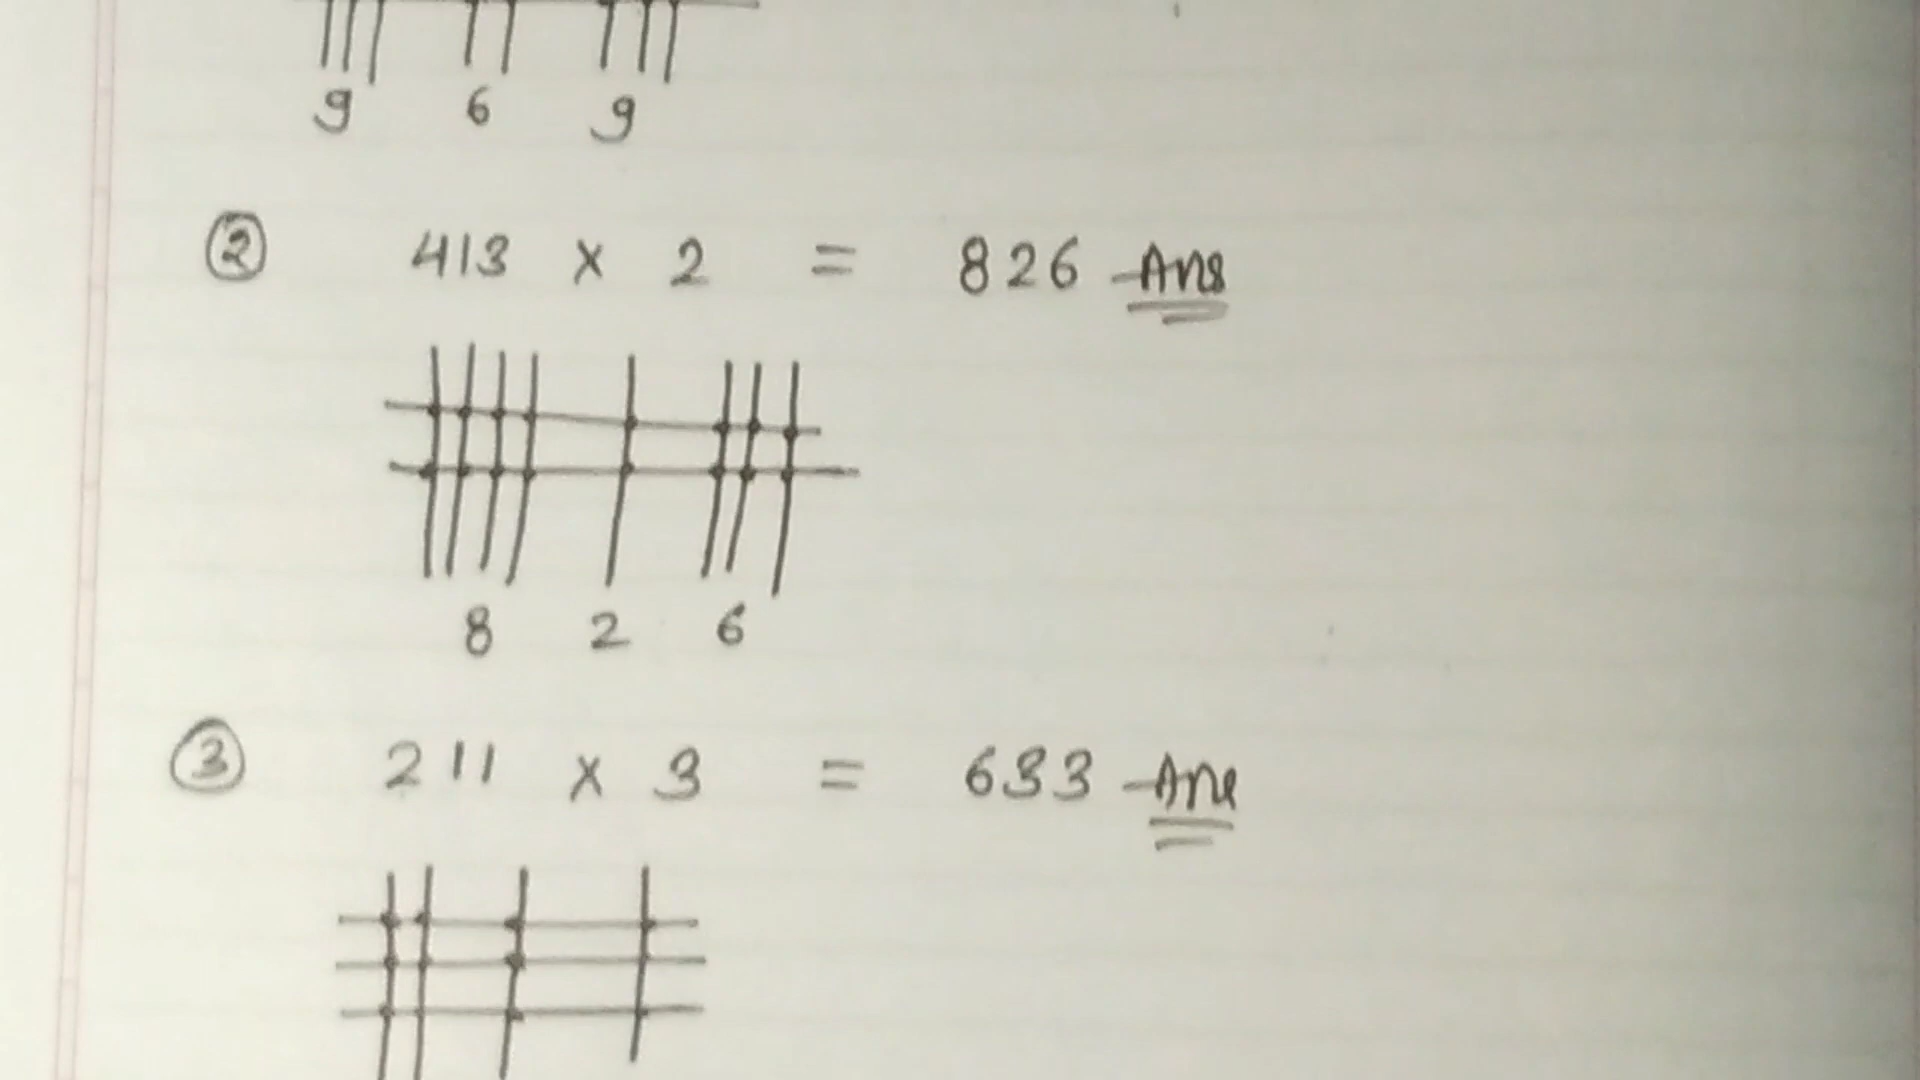 9 6 9
② 413 x 2 = 826 Ans
8 2 6
③ 211 x 3 = 633 Ans